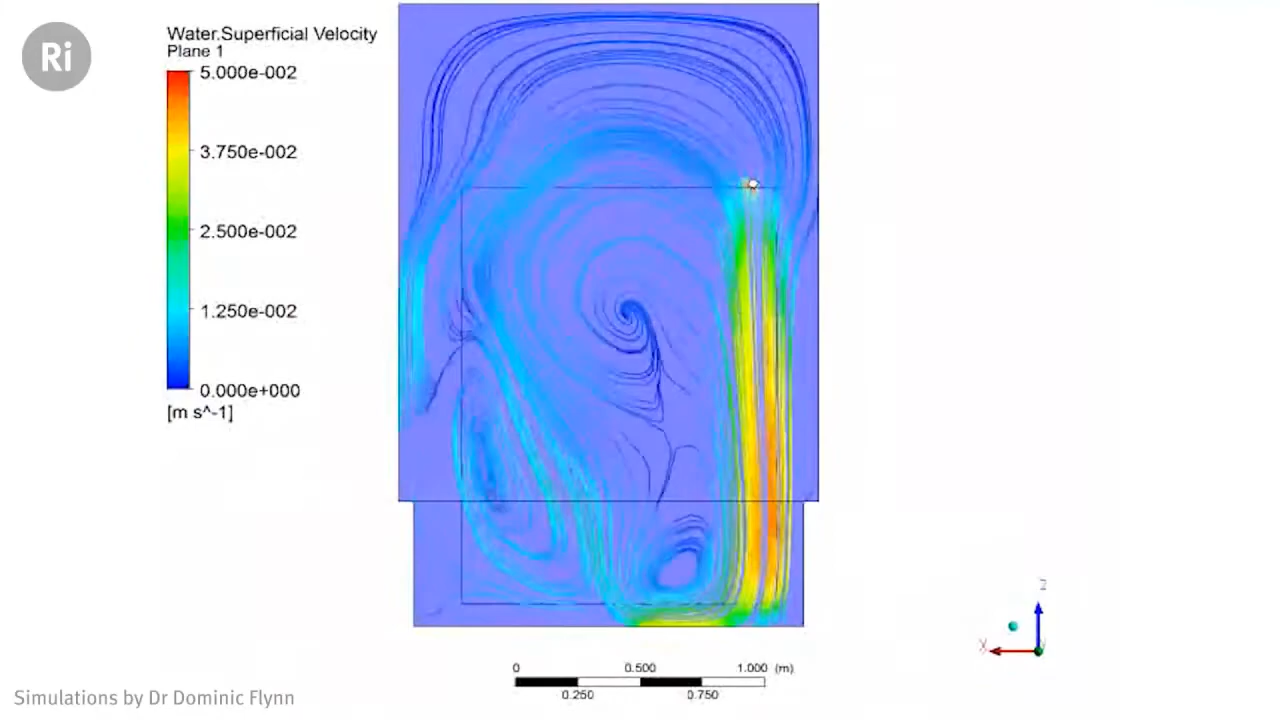 Ri
Water.Superficial Velocity
Plane 1
5.000e-002
3.750e-002
2.500e-002
1.250e-002
0.000e+000
[m s^-1]
0 0.500 1.000 (m)
0.250 0.750
Z
Simulations by Dr Dominic Flynn